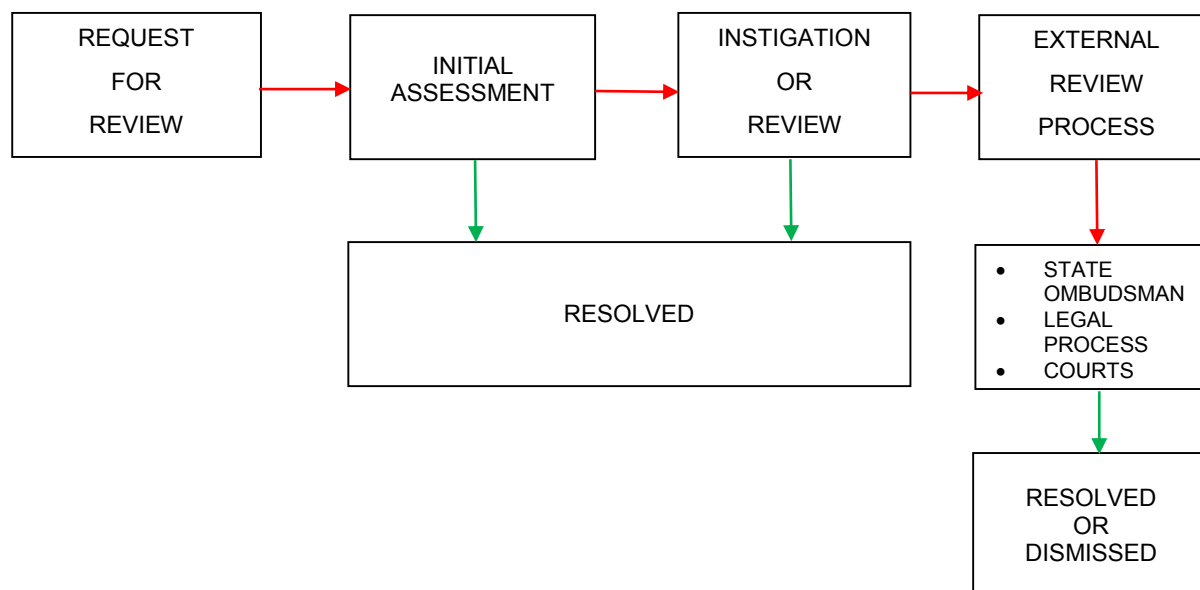 REQUEST
FOR
REVIEW
INITIAL
ASSESSMENT
INSTIGATION
OR
REVIEW
EXTERNAL
REVIEW
PROCESS
RESOLVED
• STATE
OMBUDSMAN
• LEGAL
PROCESS
• COURTS
RESOLVED
OR
DISMISSED